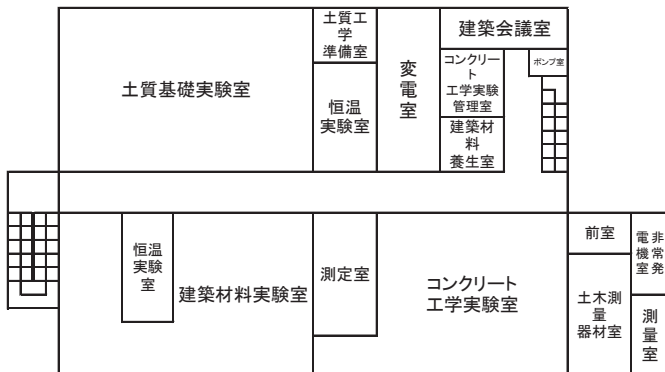 土質基礎実験室
土質工
学
準備室
恒温
実験室
変電室
建築会議室
コンクリー
ト
工学実験
管理室
建築材
料
養生室
ポンプ室
恒温
実験
室
建築材料実験室
測定室
コンクリート
工学実験室
前室
土木測
量
器材室
非常発
電機室
測量室